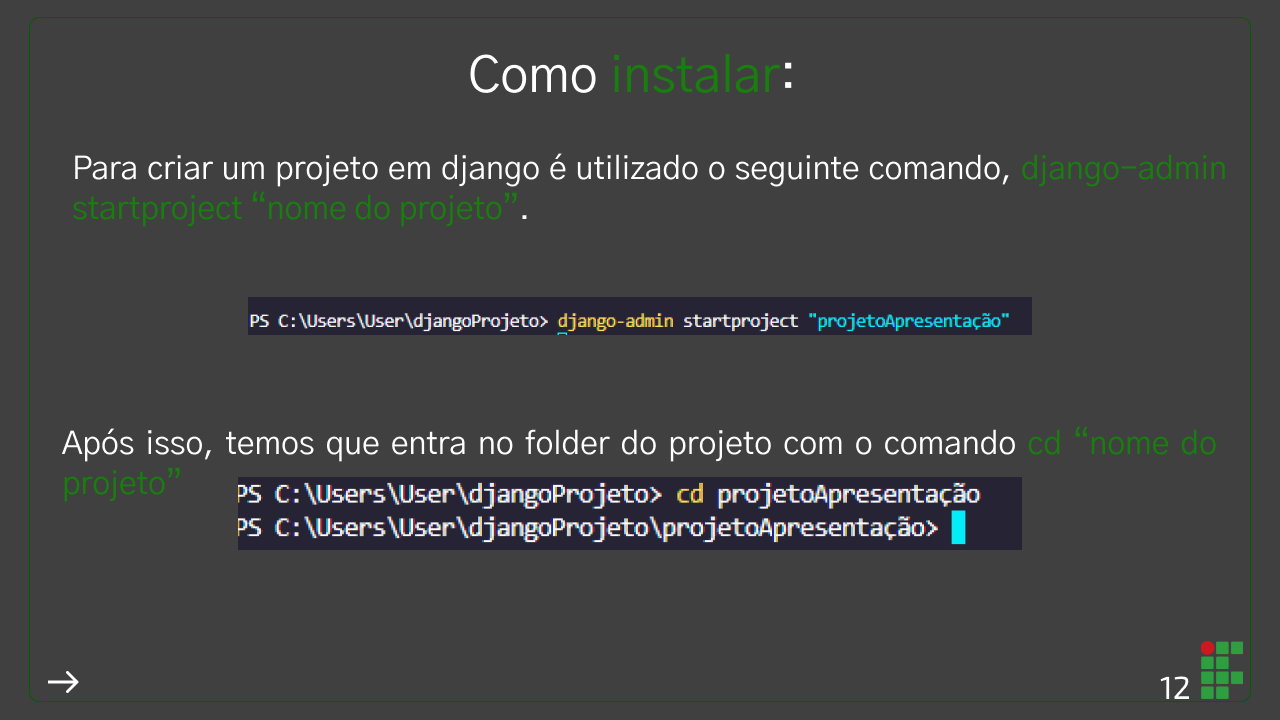 Como instalar:
Para criar um projeto em django é utilizado o seguinte comando, django-admin
startproject “nome do projeto”.
PS C:\Users\User\djangoProjeto> django-admin startproject "projetoApresentação"
Após isso, temos que entra no folder do projeto com o comando cd “nome do
projeto”
PS C:\Users\User\djangoProjeto> cd projetoApresentação
PS C:\Users\User\djangoProjeto\projetoApresentação>
12